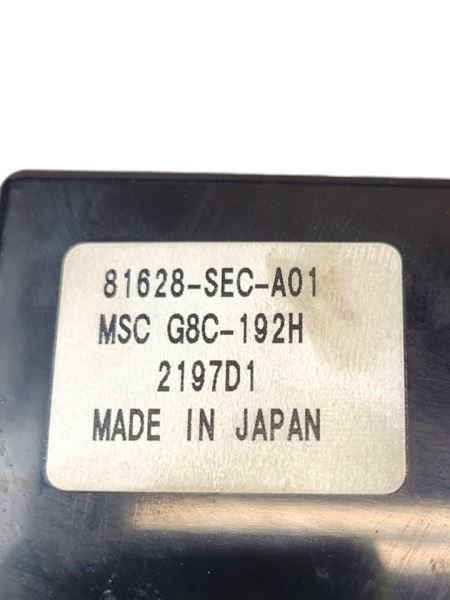 81628-SEC-A01
MSC G8C-192H
2197D1
MADE IN JAPAN